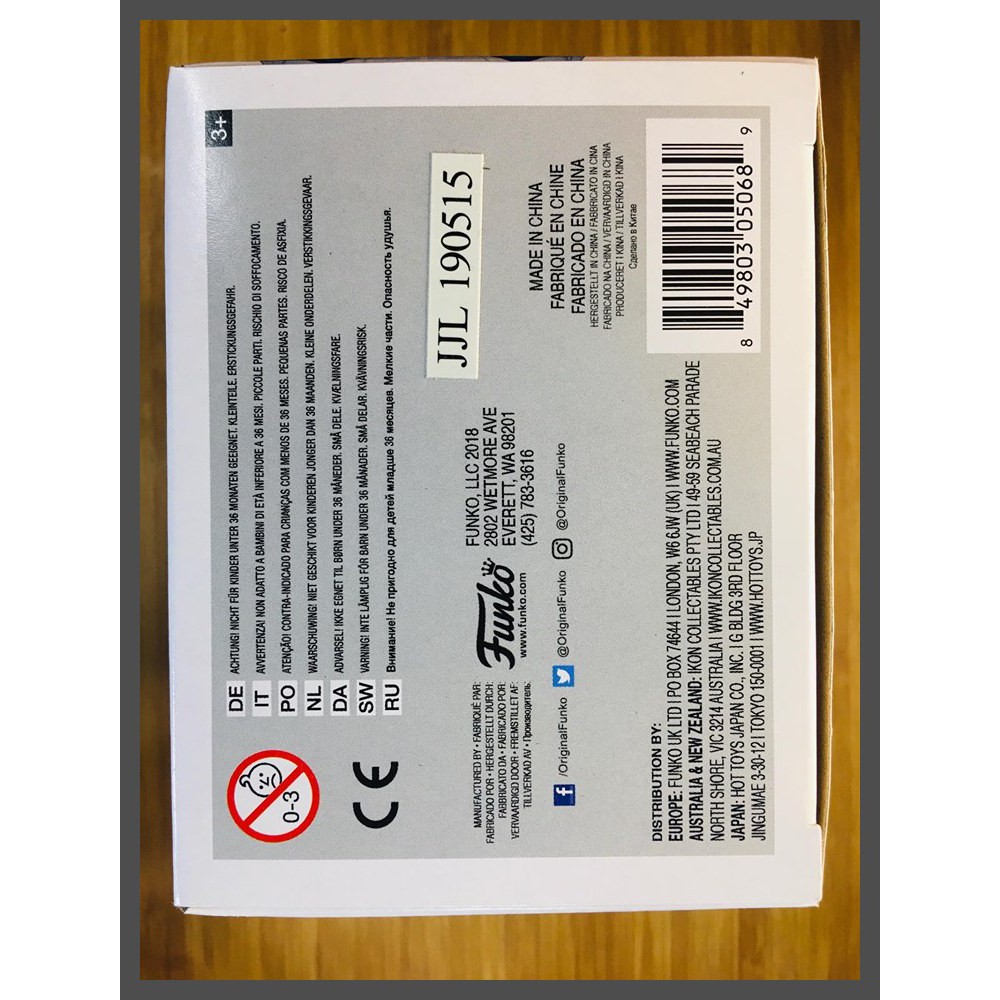 3+
DE ACHTUNG! NICHT FÜR KINDER UNTER 36 MONATEN GEEIGNET. KLEINTEILE. ERSTICKUNGSGEFAHR.
IT AVVERTENZA! NON ADATTO A BAMBINI DI ETÀ INFERIORE A 36 MESI. PICCOLE PARTI. RISCHIO DI SOFFOCAMENTO.
PO ATENÇÃO! CONTRA-INDICADO PARA CRIANÇAS COM MENOS DE 36 MESES. PEQUENAS PARTES. RISCO DE ASFIXIA.
NL WAARSCHUWING! NIET GESCHIKT VOOR KINDEREN JONGER DAN 36 MAANDEN. KLEINE ONDERDELEN. VERSTIKKINGSGEVAAR.
DA ADVARSEL! IKKE EGNET TIL BØRN UNDER 36 MÅNEDER. SMÅ DELE. KVÆLNINGSFARE.
SW VARNING! INTE LÄMPLIG FÖR BARN UNDER 36 MÅNADER. SMÅ DELAR. KVÄVNINGSRISK.
RU Внимание! Не пригодно для детей младше 36 месяцев. Мелкие части. Опасность удушья.
0-3
CE
JJL 190515
MANUFACTURED BY • FABRIQUÉ PAR:
FABRICADO POR • HERGESTELLT DURCH:
FABBRICATO DA • FABRICADO POR:
VERVAARDIGD DOOR • FREMSTILLET AF:
TILLVERKAD AV • Производитель:
Funko
www.funko.com
FUNKO, LLC 2018
2802 WETMORE AVE
EVERETT, WA 98201
(425) 783-3616
/OriginalFunko @OriginalFunko @OriginalFunko
MADE IN CHINA
FABRIQUÉ EN CHINE
FABRICADO EN CHINA
HERGESTELLT IN CHINA / FABBRICATO IN CINA
FABRICADO NA CHINA / VERVAARDIGD IN CHINA
PRODUCERET I KINA / TILLVERKAD I KINA
Сделано в Китае
DISTRIBUTION BY:
EUROPE: FUNKO UK LTD I PO BOX 74644 I LONDON, W6 6JW (UK) I WWW.FUNKO.COM
AUSTRALIA & NEW ZEALAND: IKON COLLECTABLES PTY LTD I 49-59 SEABEACH PARADE
NORTH SHORE, VIC 3214 AUSTRALIA I WWW.IKONCOLLECTABLES.COM.AU
JAPAN: HOT TOYS JAPAN CO., INC. I G BLDG 3RD FLOOR
JINGUMAE 3-30-12 I TOKYO 150-0001 I WWW.HOTTOYS.JP
8 49803 05068 9